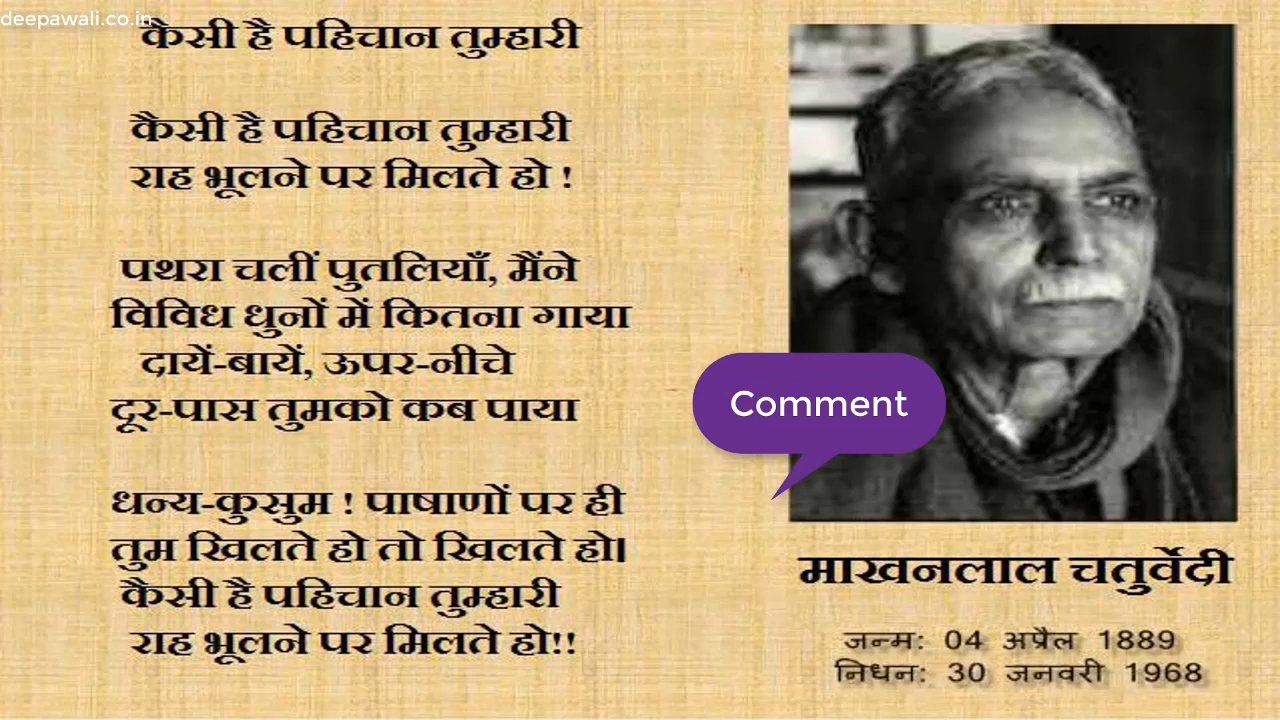 deepawali.co.in
कैसी है पहिचान तुम्हारी
कैसी है पहिचान तुम्हारी
राह भूलने पर मिलते हो !
पथरा चलीं पुतलियाँ, मैंने
विविध धुनों में कितना गाया
दायें-बायें, ऊपर-नीचे
दूर-पास तुमको कब पाया
धन्य-कुसुम ! पाषाणों पर ही
तुम खिलते हो तो खिलते हो।
कैसी है पहिचान तुम्हारी
राह भूलने पर मिलते हो!!
Comment
माखनलाल चतुर्वेदी
जन्म: 04 अप्रैल 1889
निधन: 30 जनवरी 1968